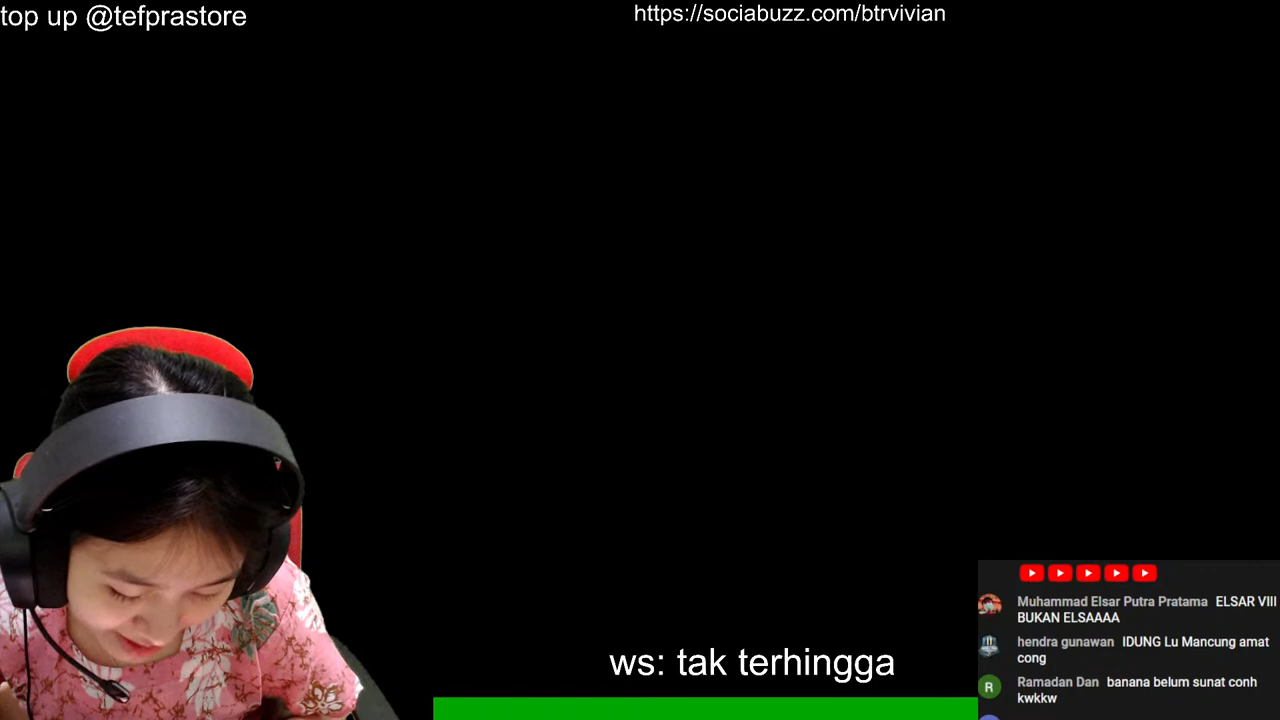 top up @tefprastore
https://sociabuzz.com/btrvivian
ws: tak terhingga
Muhammad Elsar Putra Pratama ELSAR VIII
BUKAN ELSAAAA
hendra gunawan IDUNG Lu Mancung amat
cong
R
Ramadan Dan banana belum sunat conh
kwkkw